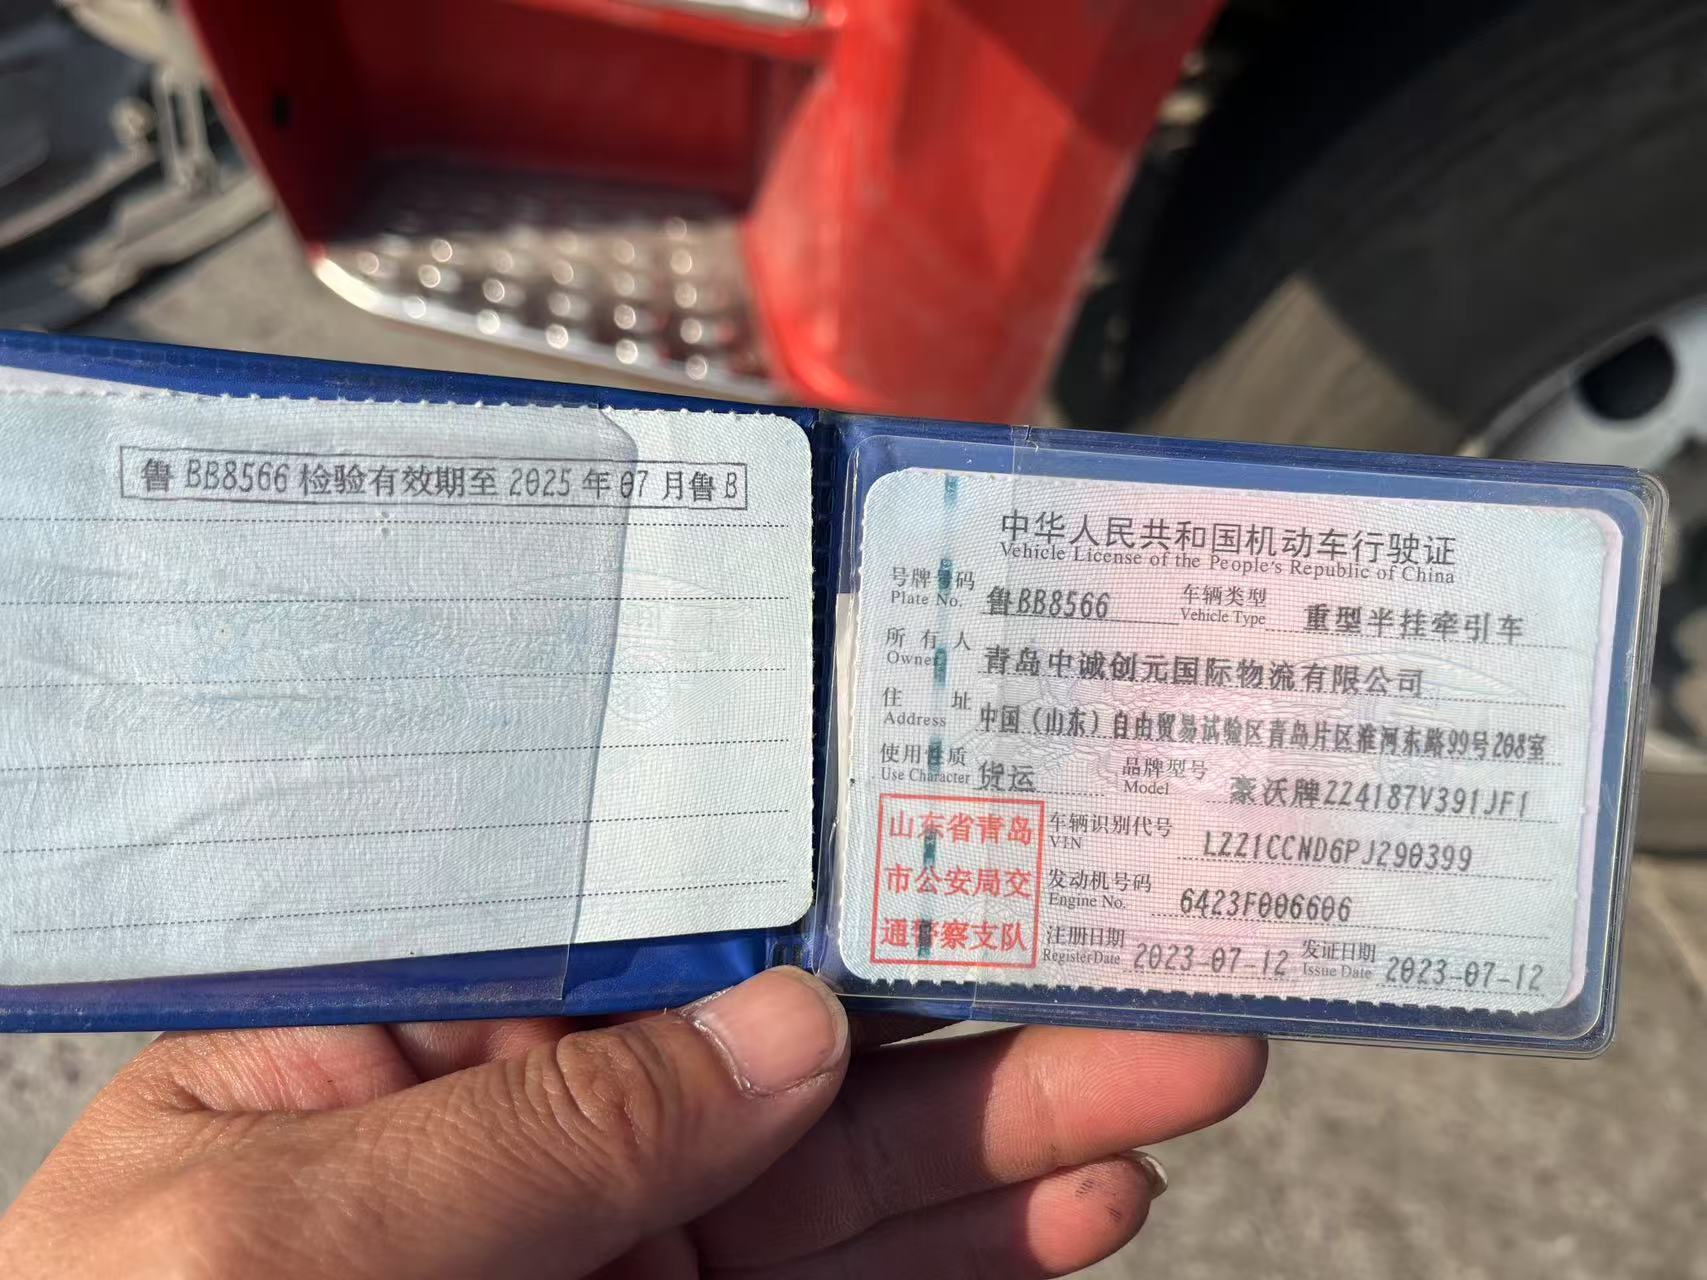 鲁BB8566检验有效期至2025年07月鲁B
中华人民共和国机动车行驶证
Vehicle License of the People's Republic of China
号牌号码 鲁BB8566 车辆类型 重型半挂牵引车
Plate No. Vehicle Type
所有人 青岛中诚创元国际物流有限公司
Owner
住址 中国（山东）自由贸易试验区青岛片区淮河东路99号208室
Address
使用性质 货运 品牌型号 豪沃牌ZZ4187V391JF1
Use Character Model
车辆识别代号 LZZ1CCND6PJ290399
VIN
发动机号码 6423F006606
Engine No.
注册日期 2023-07-12 发证日期 2023-07-12
Register Date Issue Date
山东省青岛
市公安局交
通警察支队